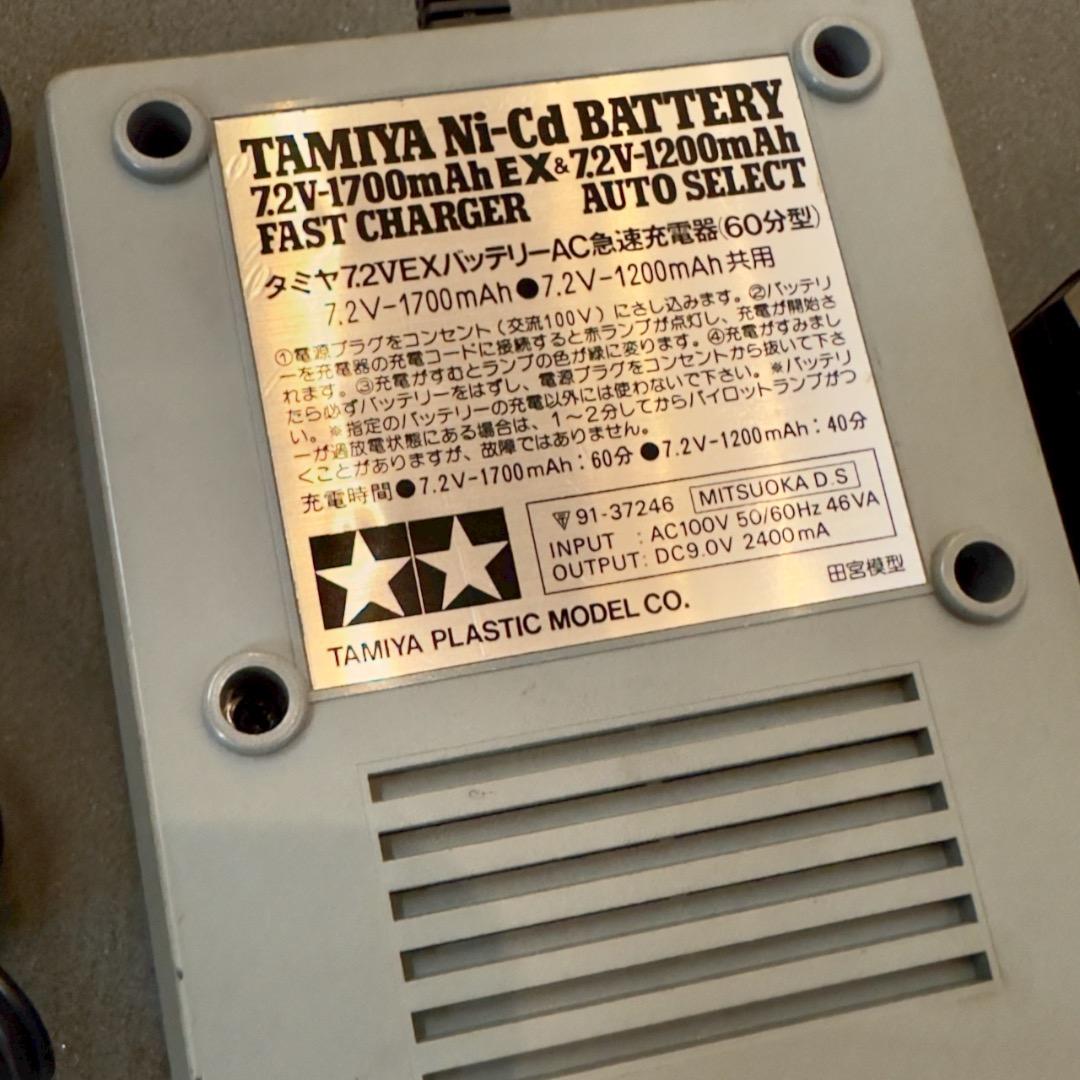 TAMIYA Ni-Cd BATTERY
7.2V-1700mAh EX & 7.2V-1200mAh
FAST CHARGER AUTO SELECT
タミヤ7.2VEXバッテリーAC急速充電器(60分型)
7.2V-1700mAh●7.2V-1200mAh共用
①電源プラグをコンセント(交流100V)にさし込みます。②バッテリ
ーを充電器の充電コードに接続すると赤ランプが点灯し、充電が開始さ
れます。③充電がすむとランプの色が緑に変ります。④充電がすみまし
たら必ずバッテリーをはずし、電源プラグをコンセントから抜いて下さ
い。※指定のバッテリーの充電以外には使わないで下さい。※バッテリ
ーが過放電状態にある場合は、1~2分してからパイロットランプがつ
くことがありますが、故障ではありません。
充電時間●7.2V-1700mAh:60分 ●7.2V-1200mAh:40分
91-37246 MITSUOKA D.S
INPUT : AC100V 50/60Hz 46VA
OUTPUT: DC9.0V 2400mA
田宮模型
TAMIYA PLASTIC MODEL CO.